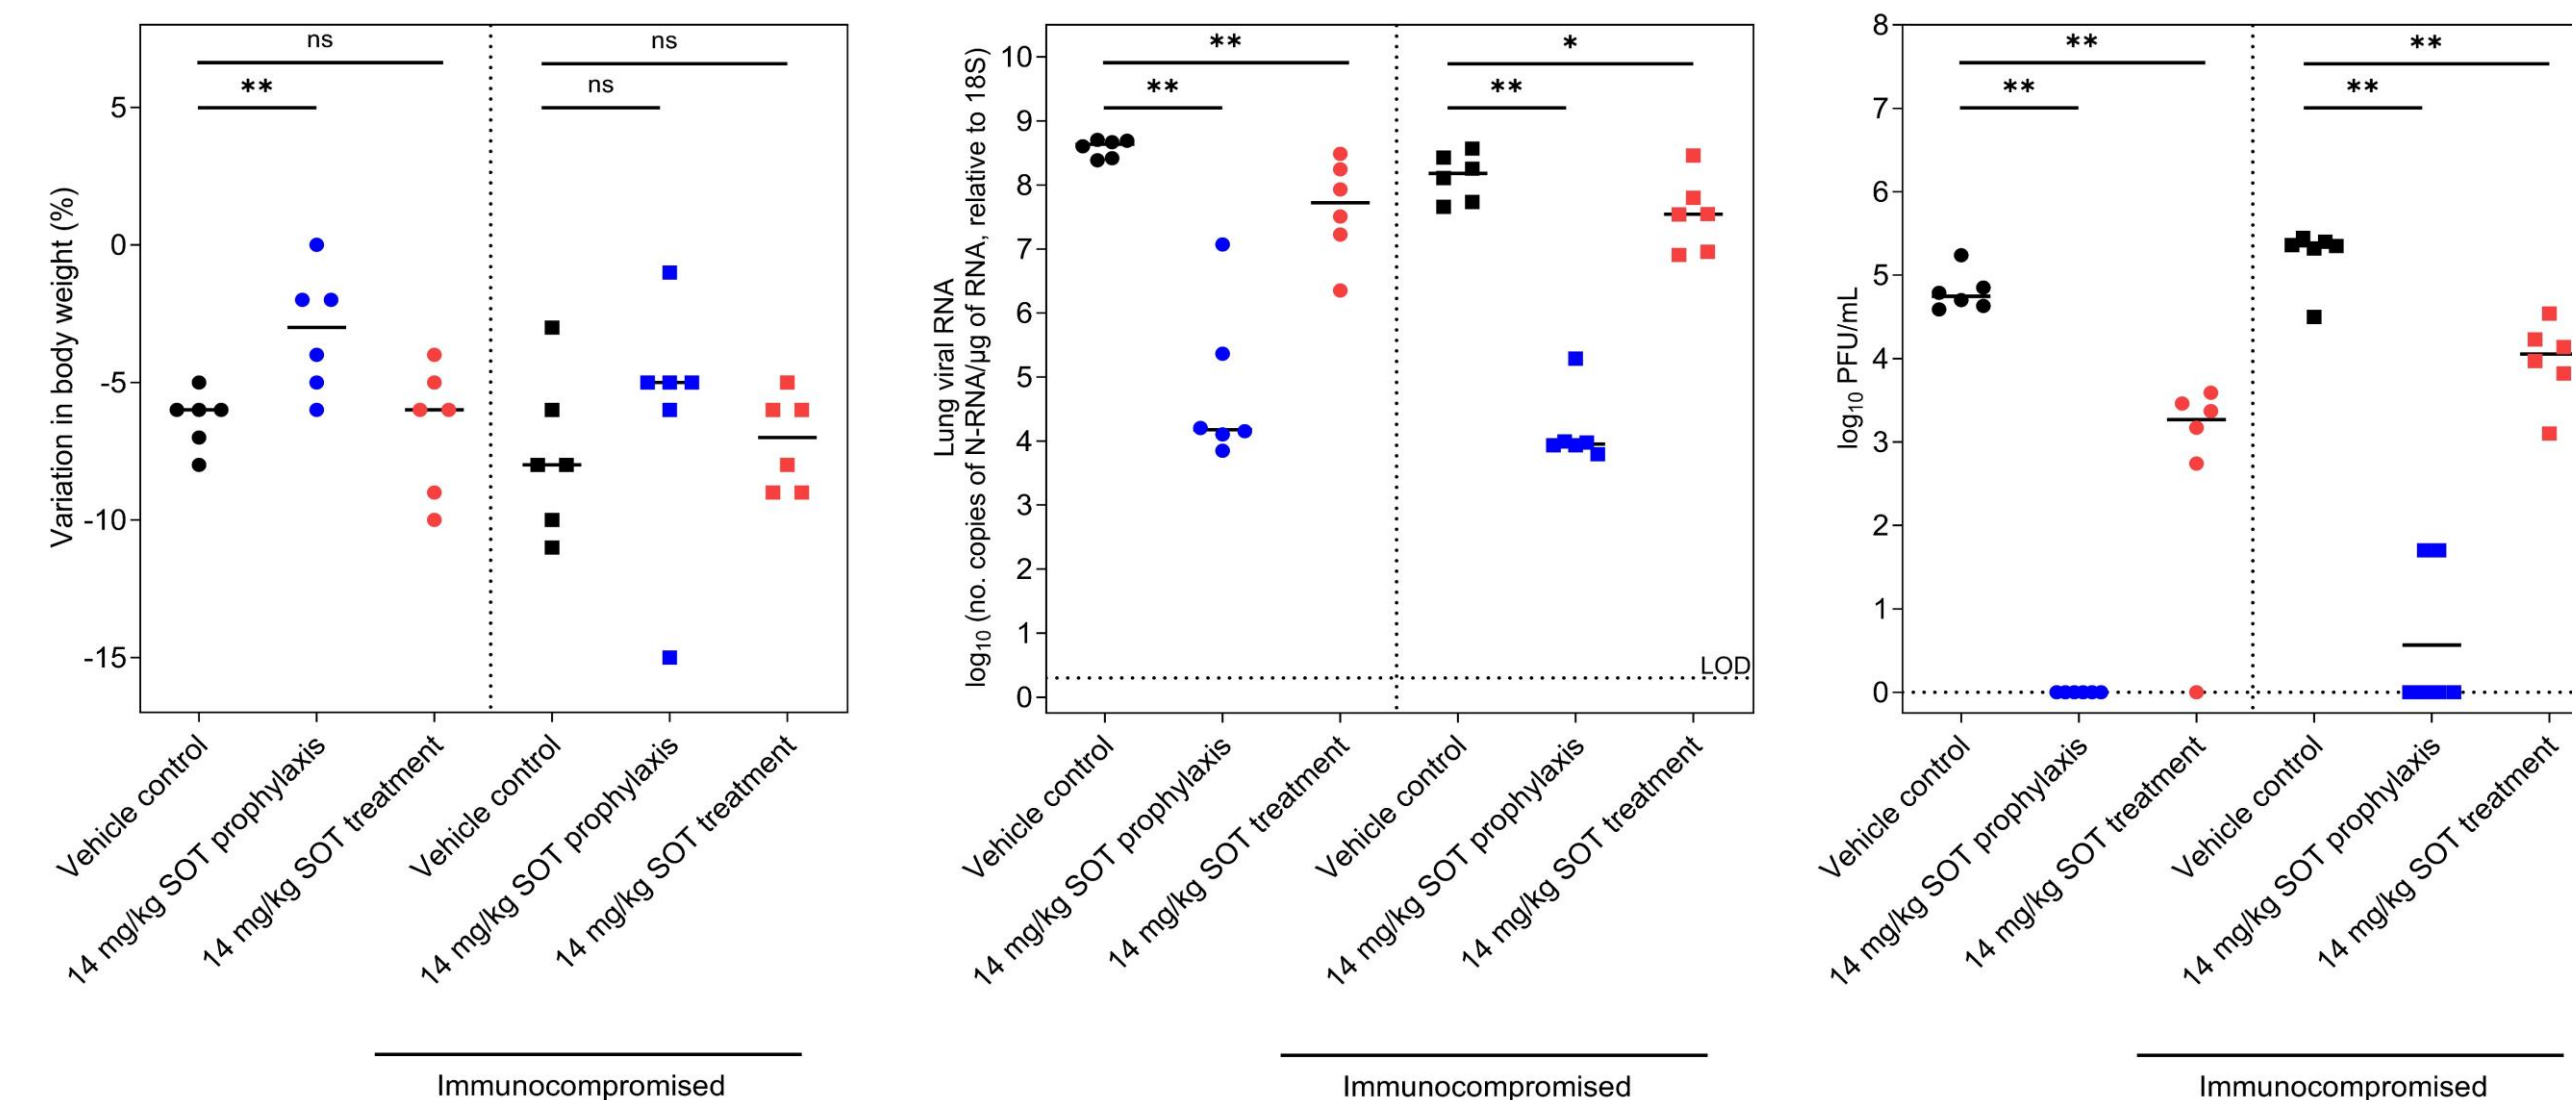 Variation in body weight (%)
5
0
-5
-10
-15
ns
**
ns
ns
Vehicle control
14 mg/kg SOT prophylaxis
14 mg/kg SOT treatment
Vehicle control
14 mg/kg SOT prophylaxis
14 mg/kg SOT treatment
Immunocompromised
Lung viral RNA
log10 (no. copies of N-RNA/µg of RNA, relative to 18S)
10
9
8
7
6
5
4
3
2
1
0
**
**
*
**
LOD
Vehicle control
14 mg/kg SOT prophylaxis
14 mg/kg SOT treatment
Vehicle control
14 mg/kg SOT prophylaxis
14 mg/kg SOT treatment
Immunocompromised
log10 PFU/mL
8
7
6
5
4
3
2
1
0
**
**
**
**
Vehicle control
14 mg/kg SOT prophylaxis
14 mg/kg SOT treatment
Vehicle control
14 mg/kg SOT prophylaxis
14 mg/kg SOT treatment
Immunocompromised